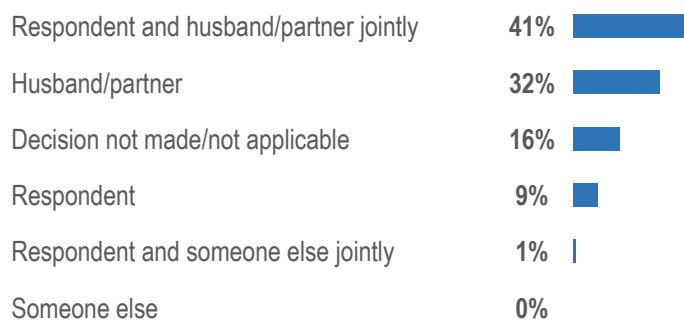 Respondent and husband/partner jointly 41%
Husband/partner 32%
Decision not made/not applicable 16%
Respondent 9%
Respondent and someone else jointly 1%
Someone else 0%